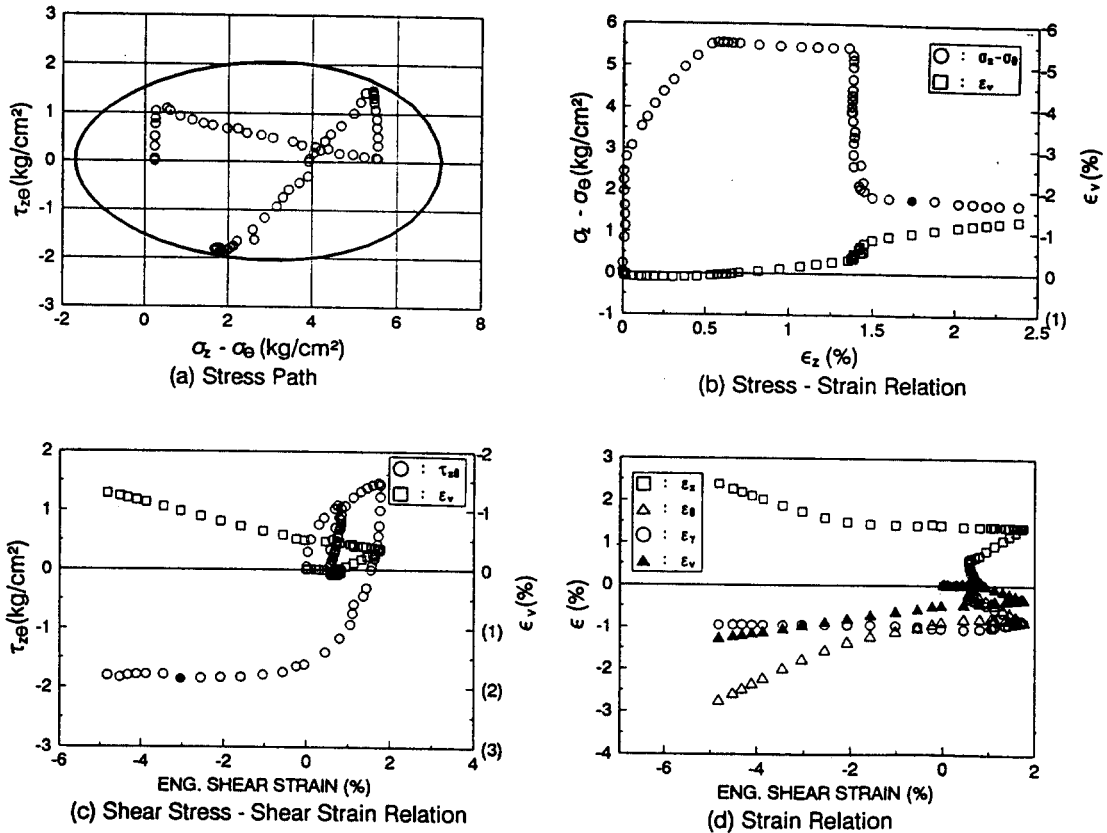 3
2
1
0
-1
-2
-3
τzθ(kg/cm²)
-2 0 2 4 6 8
σz - σθ (kg/cm²)
(a) Stress Path
6
5
4
3
2
1
0
-1
σz - σθ (kg/cm²)
○ : σz-σθ
□ : εv
-6
-5
-4
-3
-2
-1
0
(1)
εv(%)
0 0.5 1 1.5 2 2.5
εz(%)
(b) Stress - Strain Relation
2
1
0
-1
-2
-3
τzθ(kg/cm²)
○ : τzθ
□ : εv
-2
-1
0
(1)
(2)
(3)
εv(%)
-6 -4 -2 0 2 4
ENG. SHEAR STRAIN (%)
(c) Shear Stress - Shear Strain Relation
3
2
1
0
-1
-2
-3
-4
ε (%)
□ : εz
△ : εθ
○ : εγ
▲ : εv
-6 -4 -2 0 2
ENG. SHEAR STRAIN (%)
(d) Strain Relation